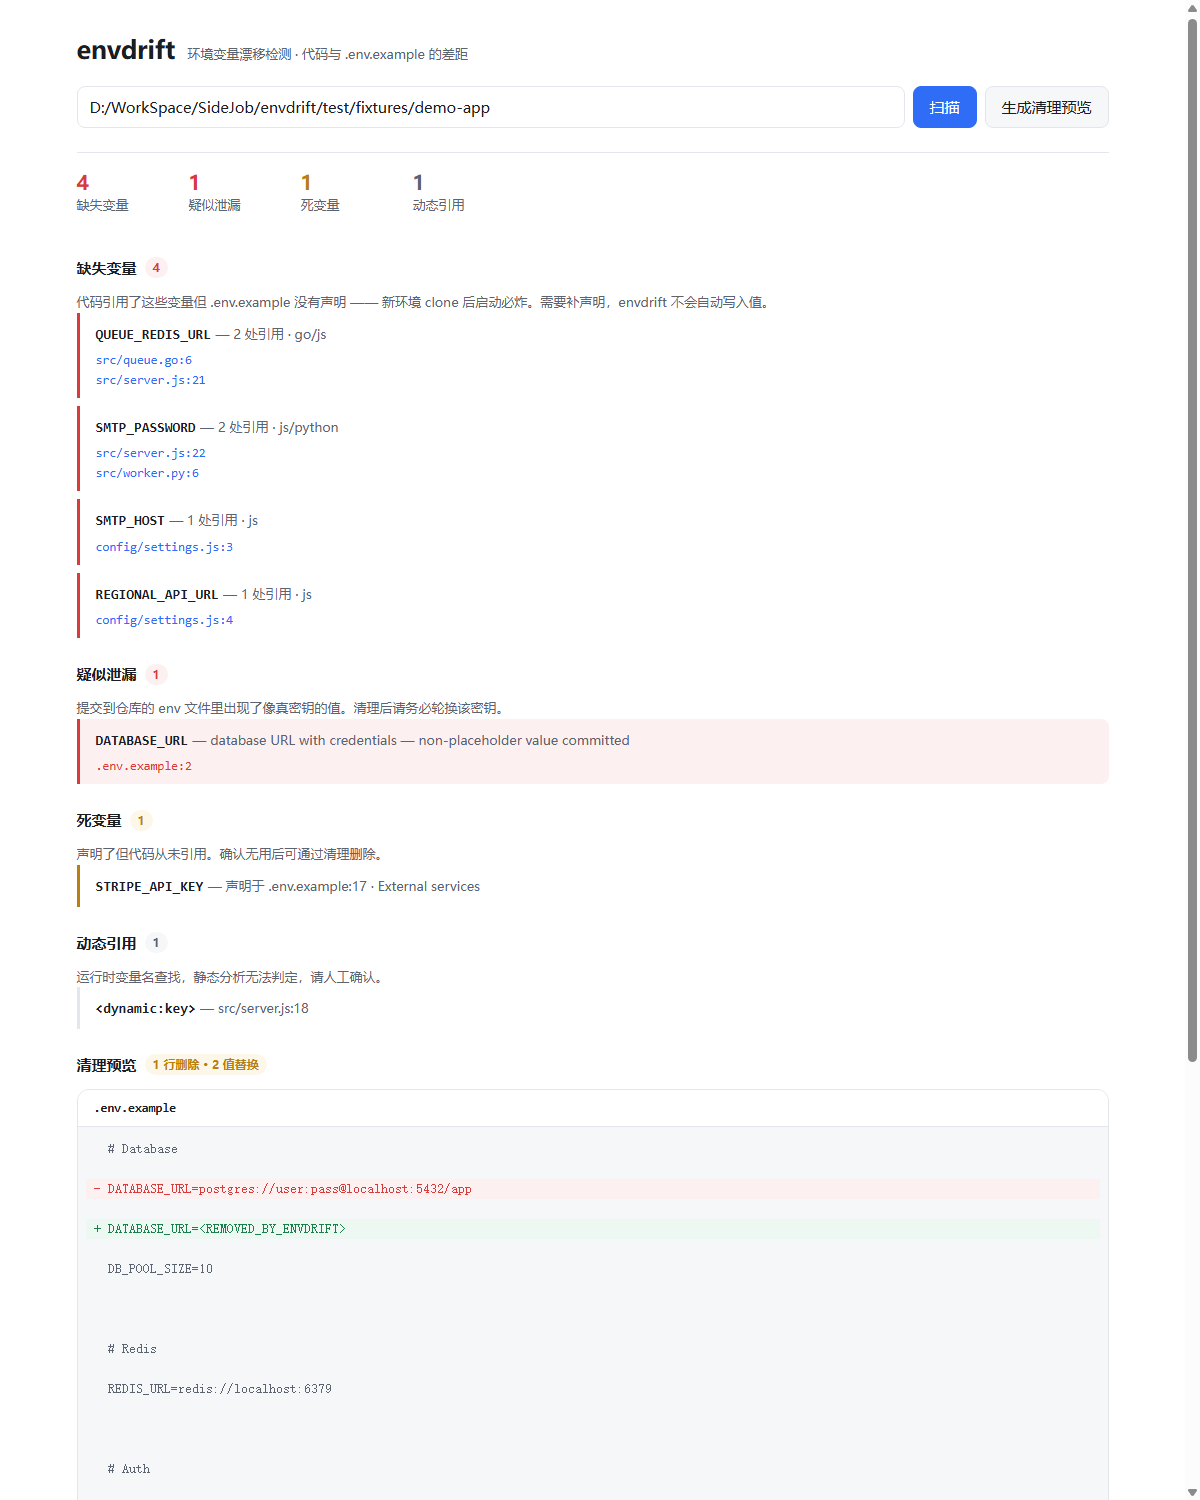 envdrift 环境变量漂移检测 · 代码与 .env.example 的差距
D:/WorkSpace/SideJob/envdrift/test/fixtures/demo-app 扫描 生成清理预览
4 1 1 1
缺失变量 疑似泄漏 死变量 动态引用
缺失变量 4
代码引用了这些变量但 .env.example 没有声明 —— 新环境 clone 后启动必炸。需要补声明，envdrift 不会自动写入值。
QUEUE_REDIS_URL — 2 处引用 · go/js
src/queue.go:6
src/server.js:21
SMTP_PASSWORD — 2 处引用 · js/python
src/server.js:22
src/worker.py:6
SMTP_HOST — 1 处引用 · js
config/settings.js:3
REGIONAL_API_URL — 1 处引用 · js
config/settings.js:4
疑似泄漏 1
提交到仓库的 env 文件里出现了像真密钥的值。清理后请务必轮换该密钥。
DATABASE_URL — database URL with credentials — non-placeholder value committed
.env.example:2
死变量 1
声明了但代码从未引用。确认无用后可通过清理删除。
STRIPE_API_KEY — 声明于 .env.example:17 · External services
动态引用 1
运行时变量名查找，静态分析无法判定，请人工确认。
<dynamic:key> — src/server.js:18
清理预览 1 行删除 • 2 值替换
.env.example
# Database
- DATABASE_URL=postgres://user:pass@localhost:5432/app
+ DATABASE_URL=<REMOVED_BY_ENVDRIFT>
DB_POOL_SIZE=10
# Redis
REDIS_URL=redis://localhost:6379
# Auth